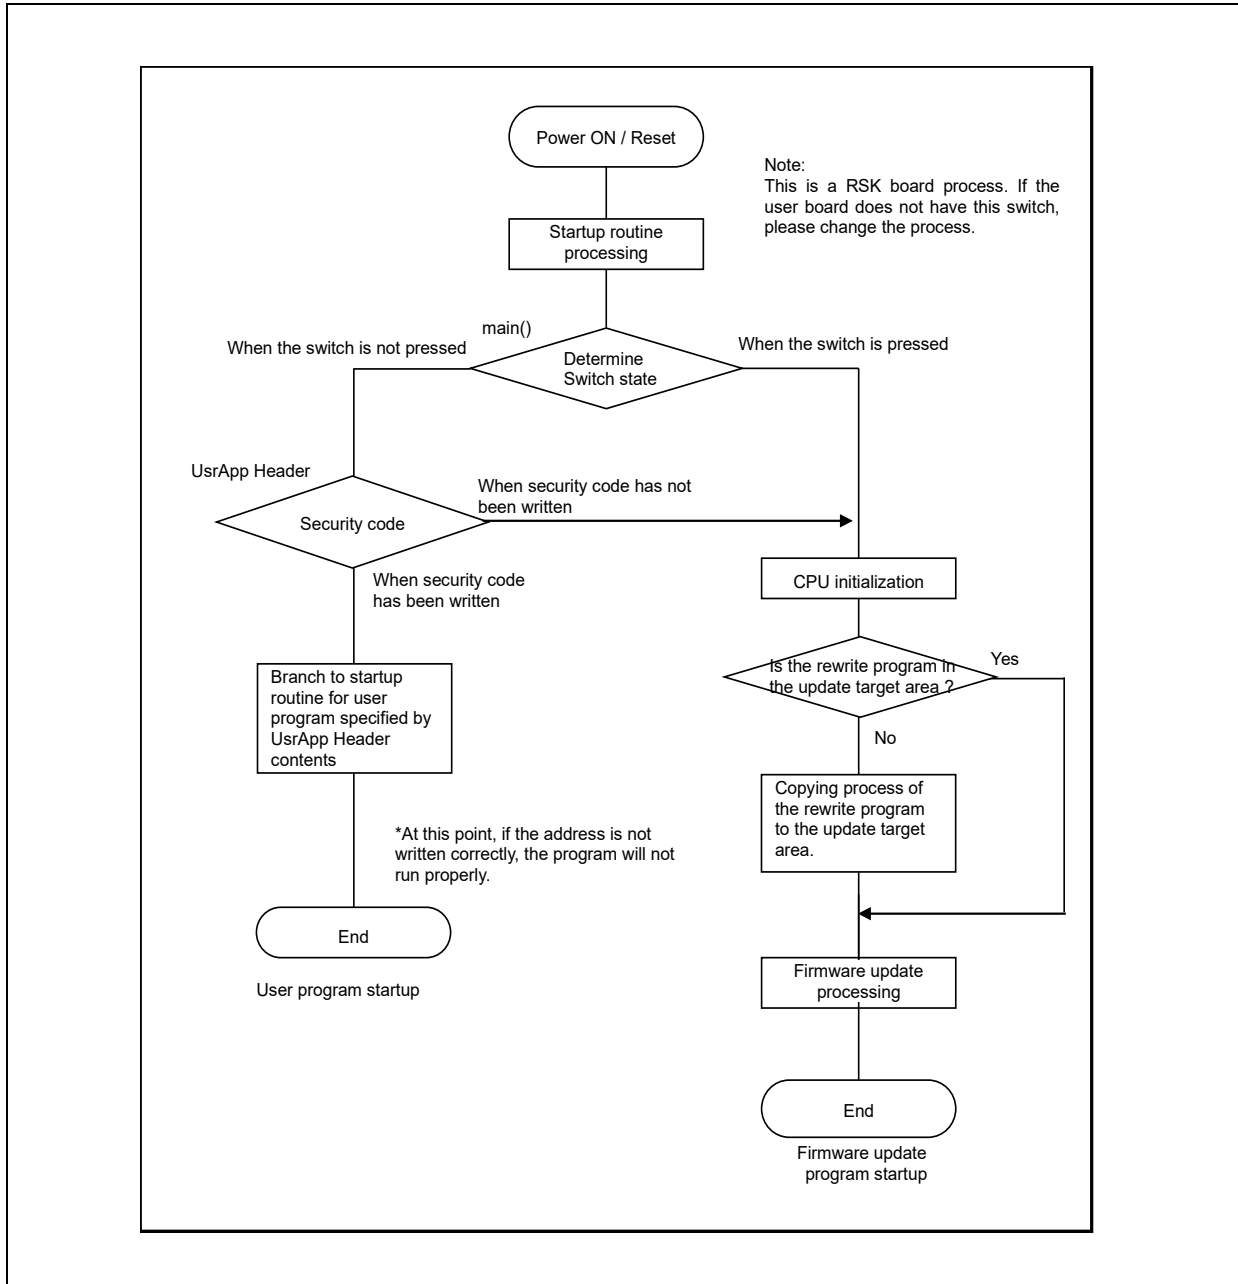 Power ON / Reset
Note:
This is a RSK board process. If the
user board does not have this switch,
please change the process.
Startup routine
processing
main()
When the switch is not pressed
When the switch is pressed
Determine
Switch state
UsrApp Header
When security code has not
been written
Security code
When security code
has been written
CPU initialization
Is the rewrite program in
the update target area ?
Yes
No
Branch to startup
routine for user
program specified by
UsrApp Header
contents
Copying process of
the rewrite program
to the update target
area.
*At this point, if the address is not
written correctly, the program will not
run properly.
End
User program startup
Firmware update
processing
End
Firmware update
program startup